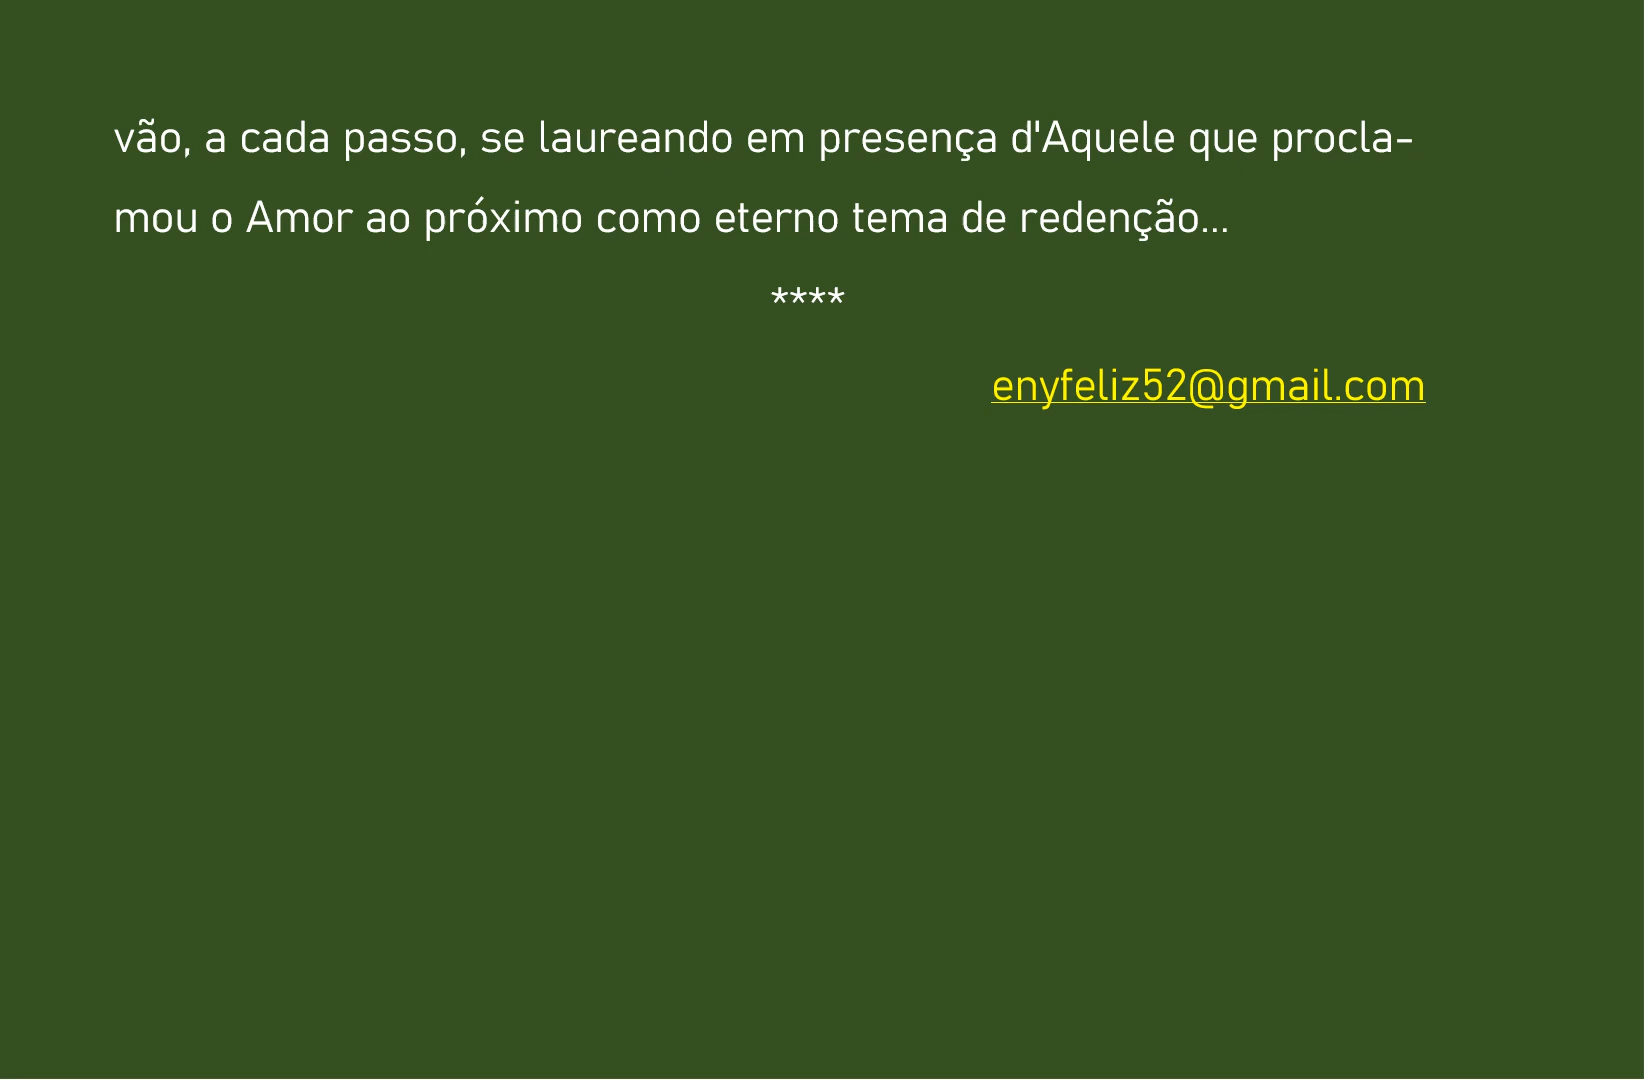 vão, a cada passo, se laureando em presença d'Aquele que procla-
mou o Amor ao próximo como eterno tema de redenção...
****
enyfeliz52@gmail.com